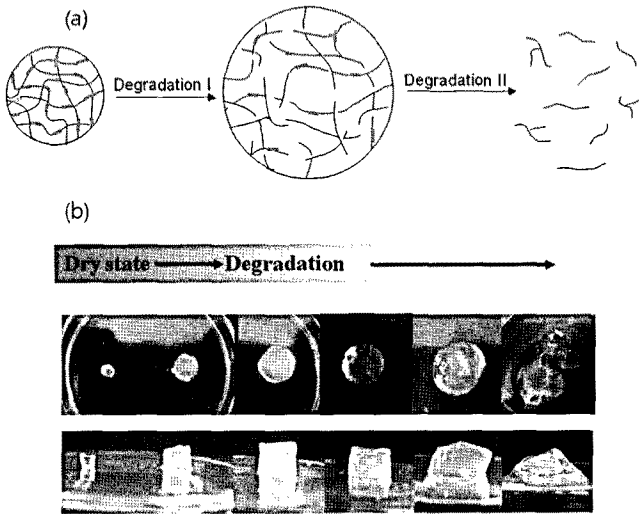 (a)
Degradation I
Degradation II
(b)
Dry state
Degradation